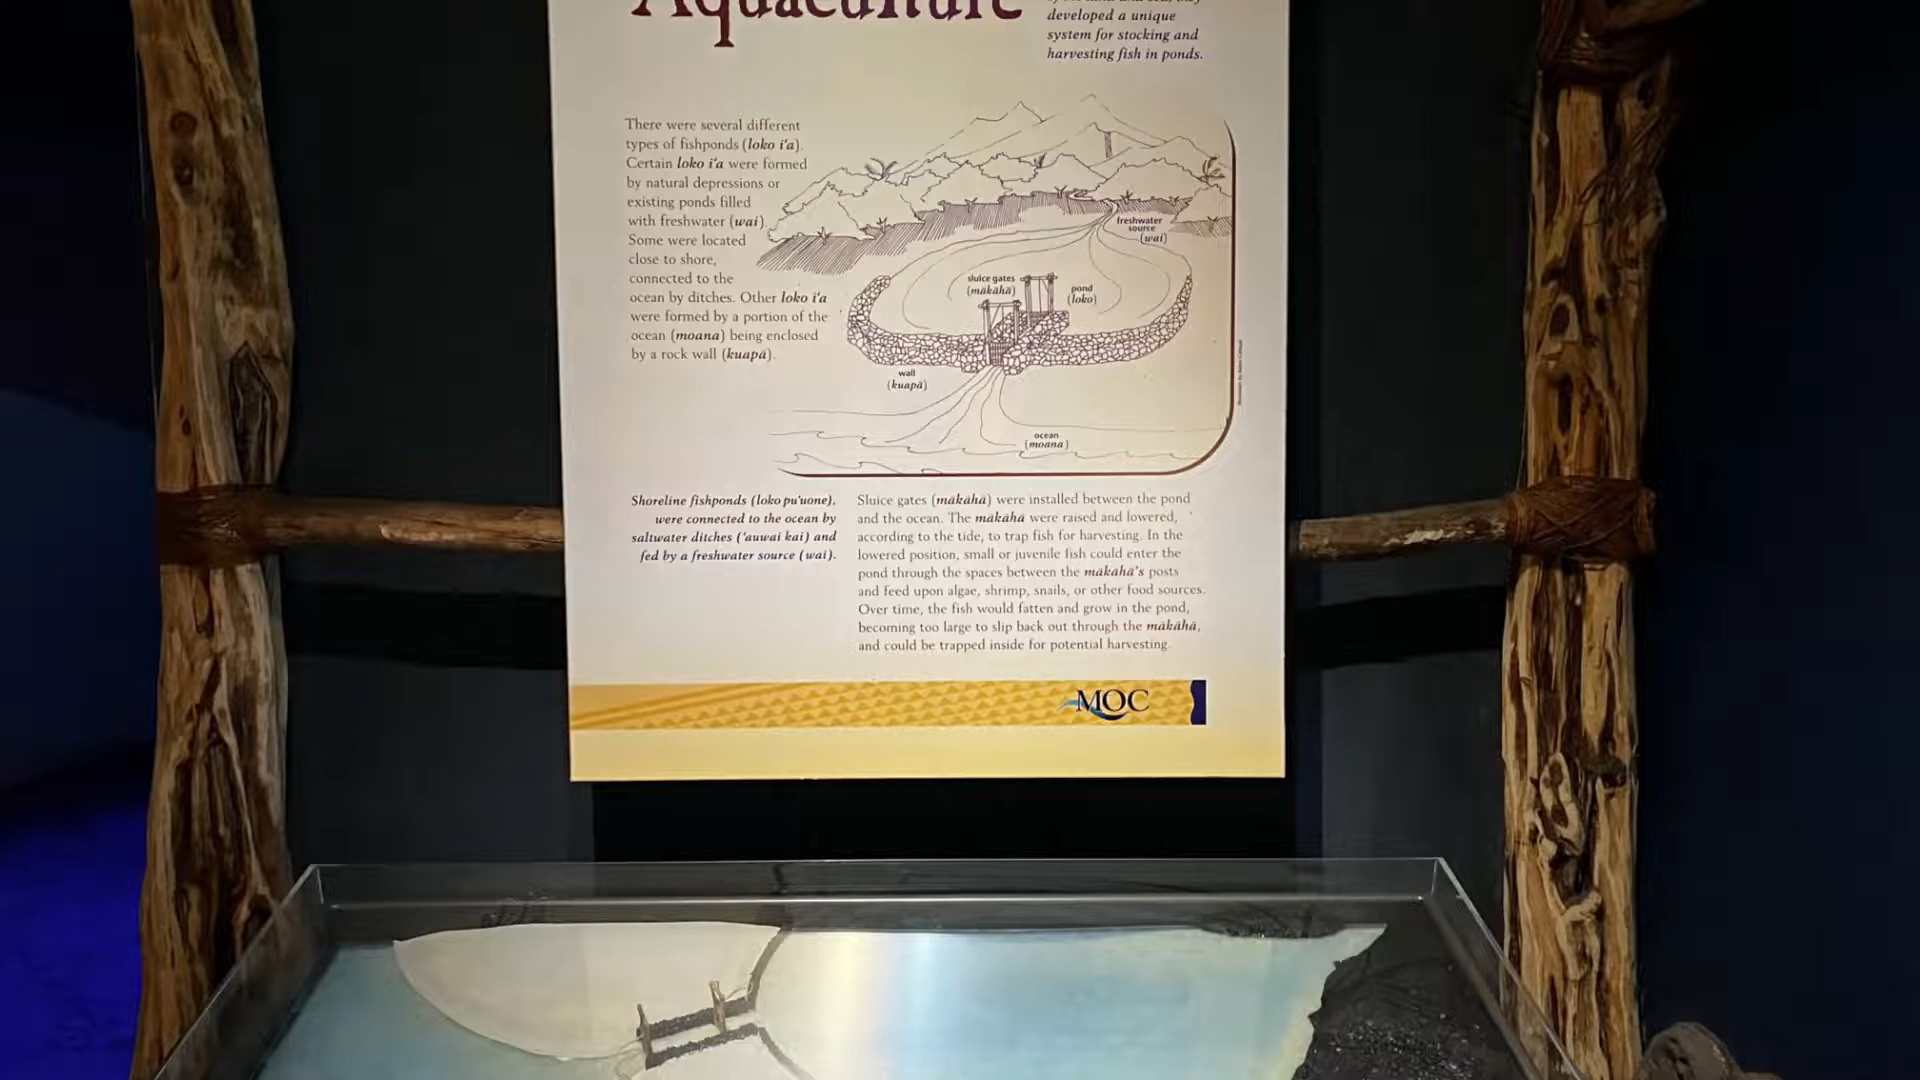 Aquaculture
developed a unique
system for stocking and
harvesting fish in ponds.
There were several different
types of fishponds (loko i'a).
Certain loko i'a were formed
by natural depressions or
existing ponds filled
with freshwater (wai).
Some were located
close to shore,
connected to the
ocean by ditches. Other loko i'a
were formed by a portion of the
ocean (moana) being enclosed
by a rock wall (kuapā).
freshwater
source
(wai)
sluice gates
(mākāhā)
pond
(loko)
wall
(kuapā)
ocean
(moana)
Shoreline fishponds (loko pu'uone),
were connected to the ocean by
saltwater ditches ('auwai kai) and
fed by a freshwater source (wai).
Sluice gates (mākāhā) were installed between the pond
and the ocean. The mākāhā were raised and lowered,
according to the tide, to trap fish for harvesting. In the
lowered position, small or juvenile fish could enter the
pond through the spaces between the mākāhā's posts
and feed upon algae, shrimp, snails, or other food sources.
Over time, the fish would fatten and grow in the pond,
becoming too large to slip back out through the mākāhā,
and could be trapped inside for potential harvesting.
MOC